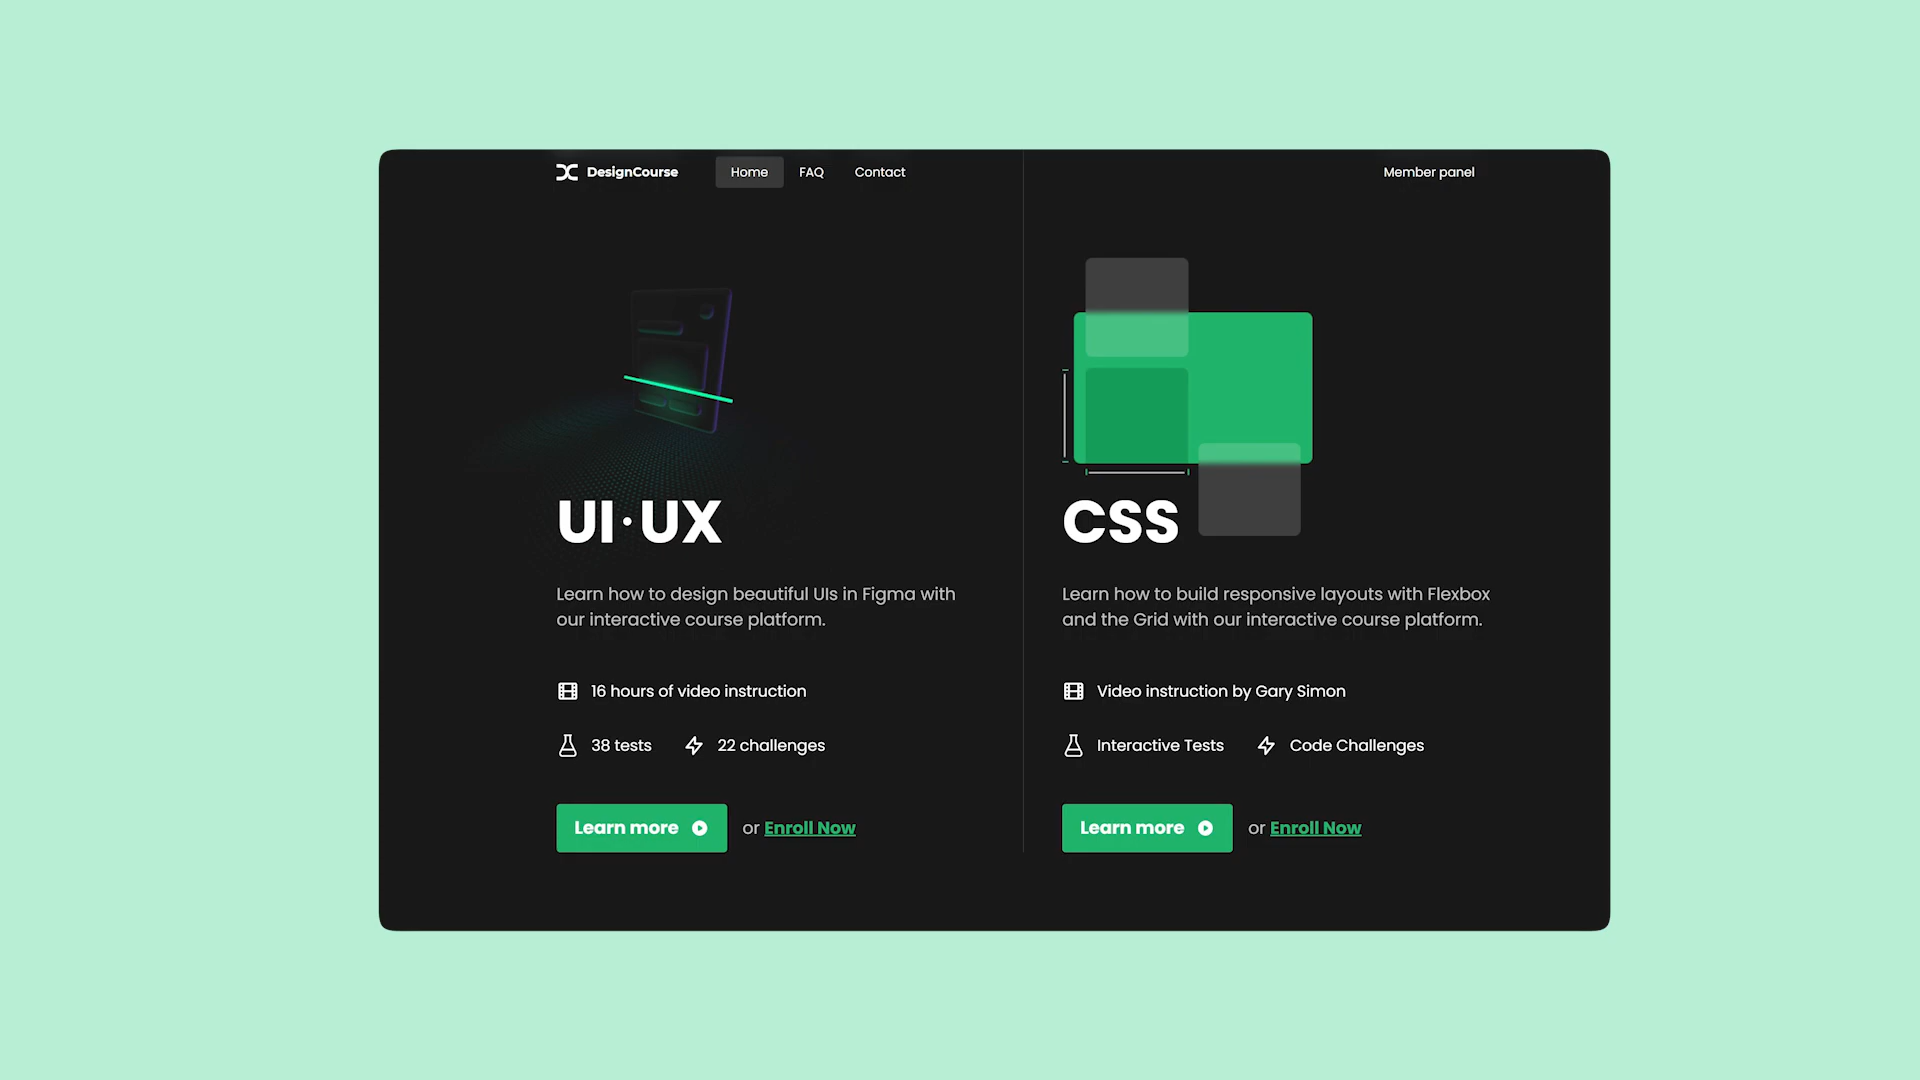 DesignCourse Home FAQ Contact Member panel
UI·UX
Learn how to design beautiful UIs in Figma with
our interactive course platform.
16 hours of video instruction
38 tests 22 challenges
Learn more or Enroll Now
CSS
Learn how to build responsive layouts with Flexbox
and the Grid with our interactive course platform.
Video instruction by Gary Simon
Interactive Tests Code Challenges
Learn more or Enroll Now